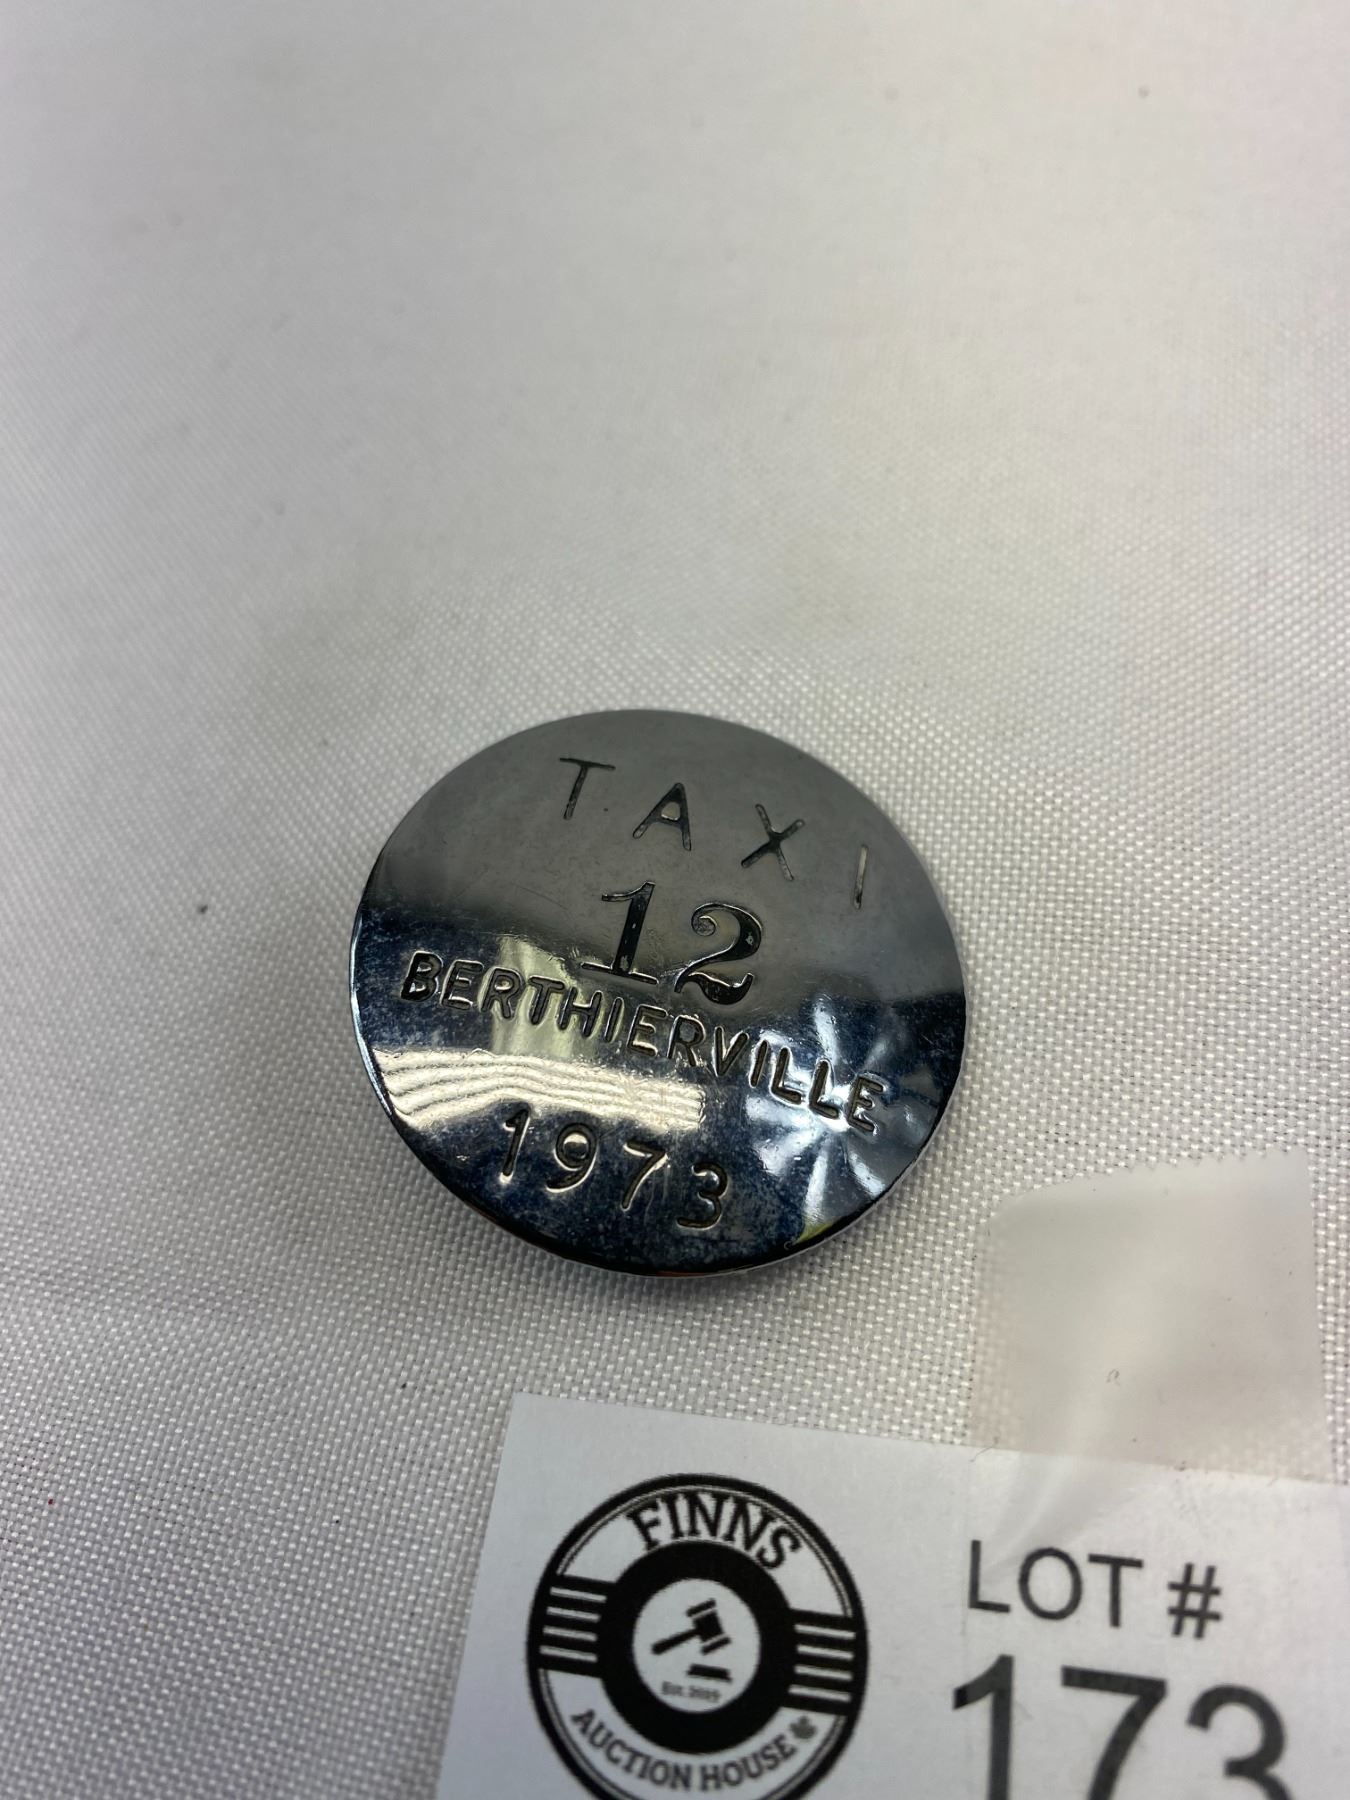 TAXI
12
BERTHIERVILLE
1973
FINNS
AUCTION HOUSE
LOT #
173